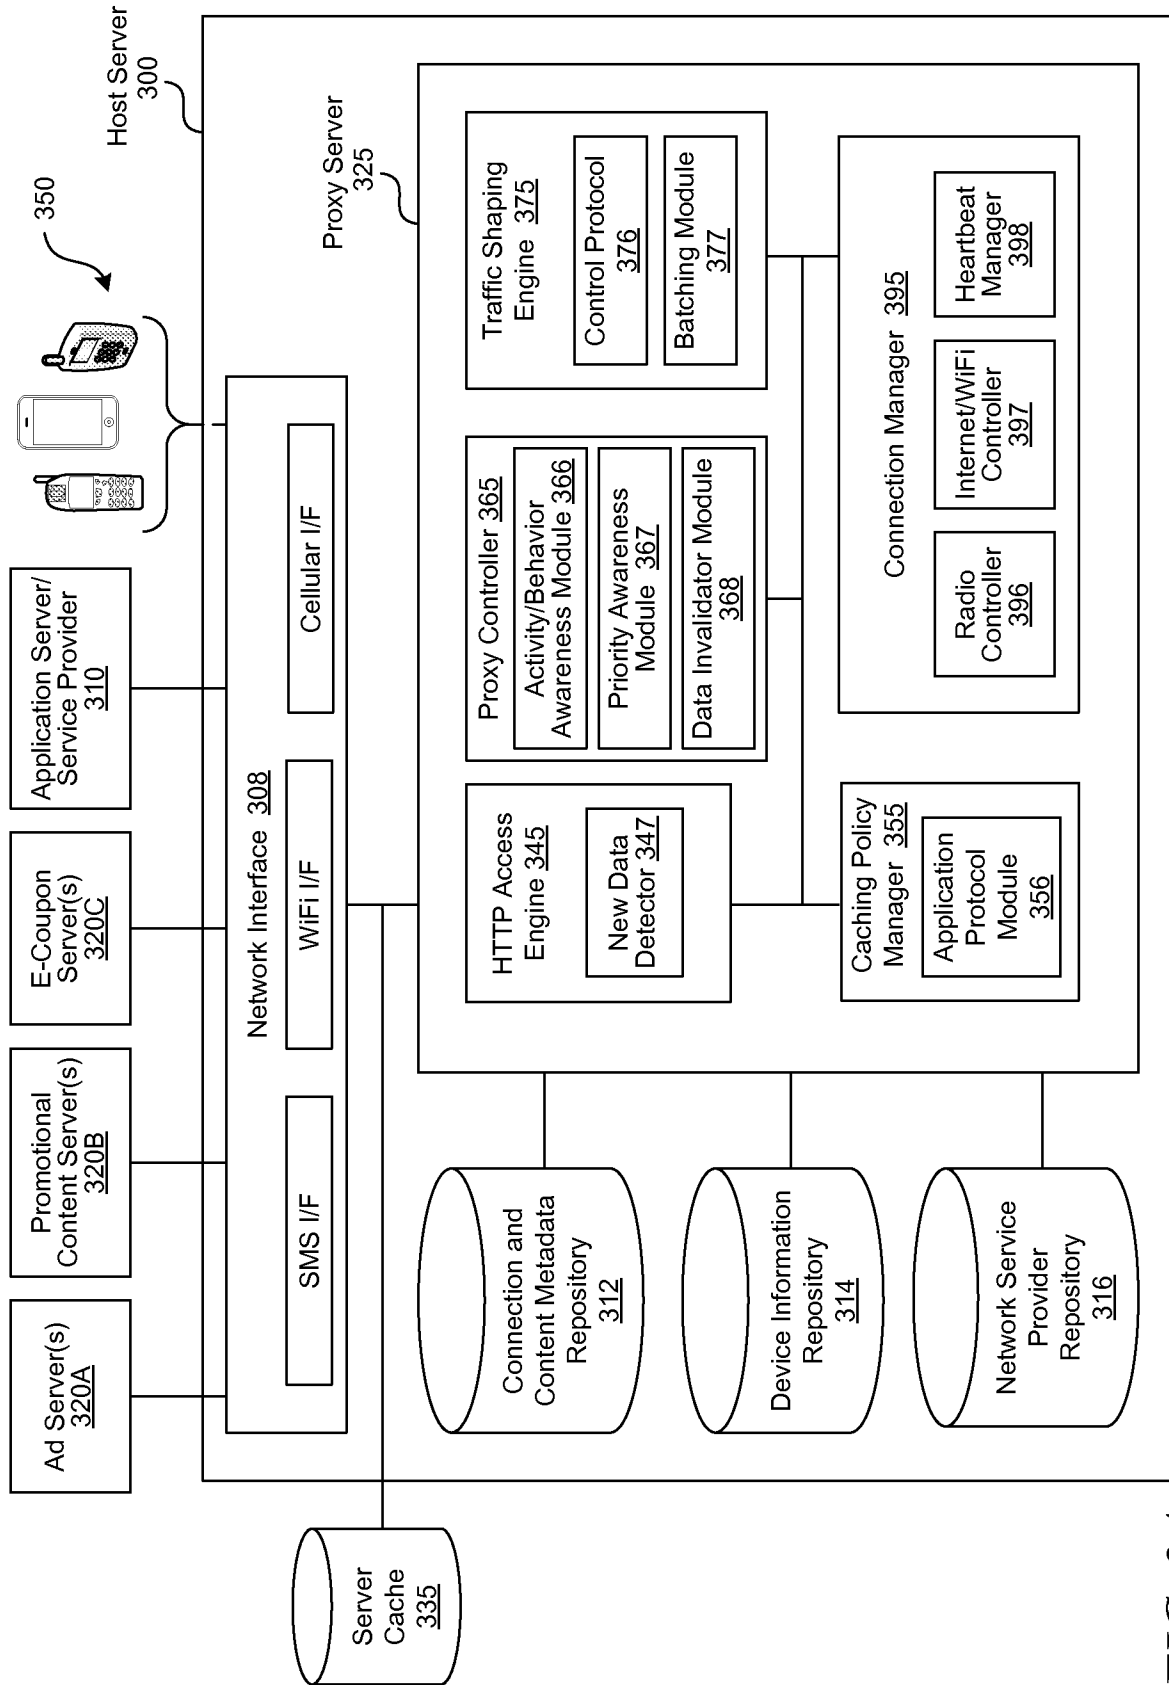 Ad Server(s)
320A
Promotional
Content Server(s)
320B
E-Coupon
Server(s)
320C
Application Server/
Service Provider
310
350
Host Server
300
Network Interface 308
SMS I/F
WiFi I/F
Cellular I/F
Server
Cache
335
Proxy Server
325
Connection and
Content Metadata
Repository
312
Device Information
Repository
314
Network Service
Provider
Repository
316
HTTP Access
Engine 345
New Data
Detector 347
Proxy Controller 365
Activity/Behavior
Awareness Module 366
Priority Awareness
Module 367
Data Invalidator Module
368
Traffic Shaping
Engine 375
Control Protocol
376
Batching Module
377
Caching Policy
Manager 355
Application
Protocol
Module
356
Connection Manager 395
Radio
Controller
396
Internet/WiFi
Controller
397
Heartbeat
Manager
398